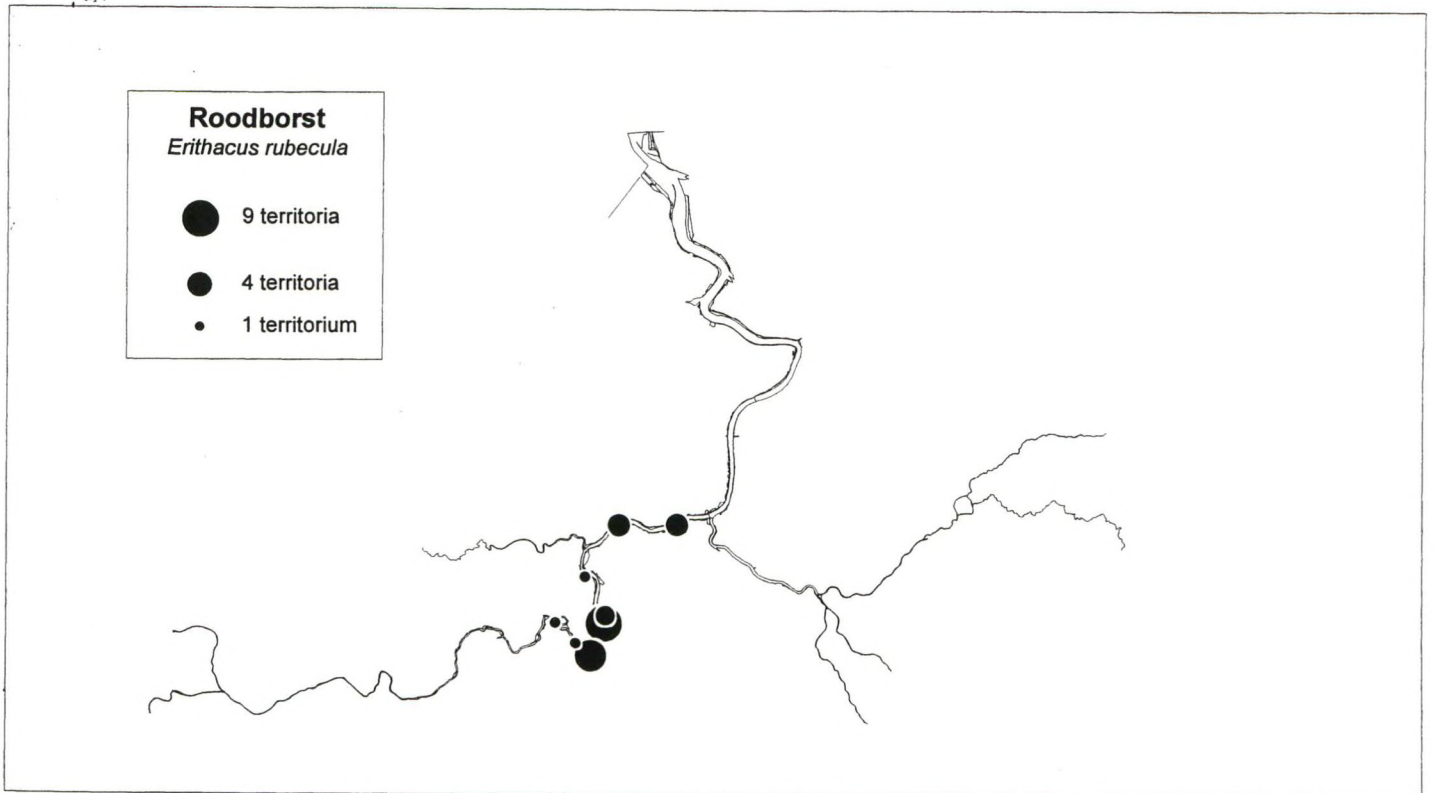 Roodborst
Erithacus rubecula
9 territoria
4 territoria
1 territorium